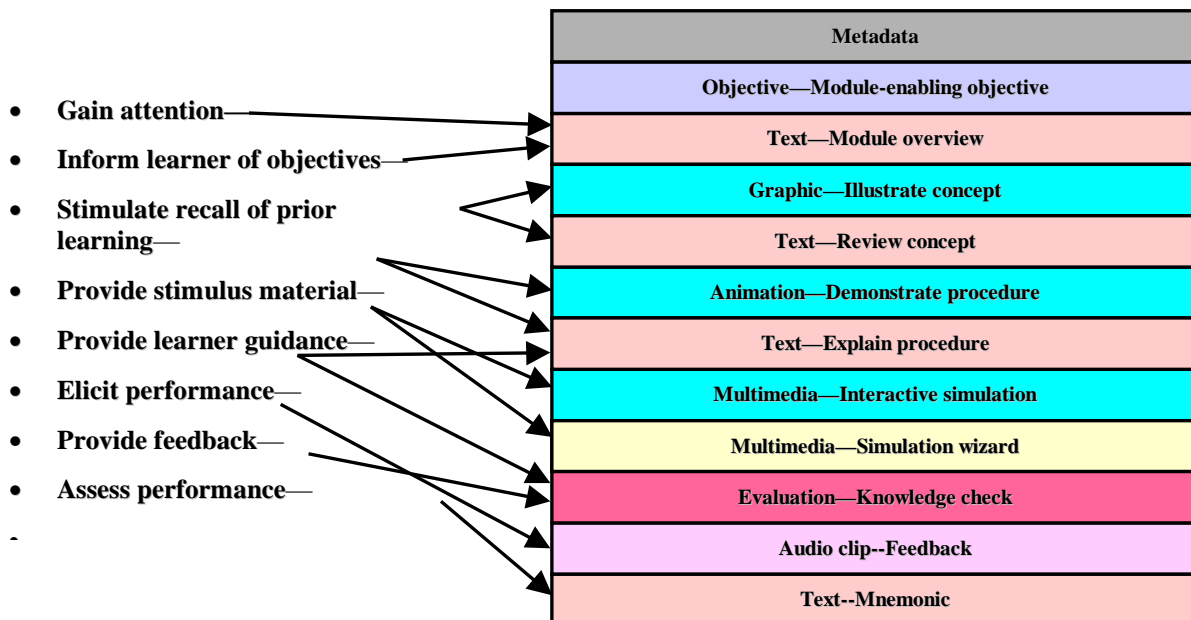 • Gain attention—
• Inform learner of objectives—
• Stimulate recall of prior
learning—
• Provide stimulus material—
• Provide learner guidance—
• Elicit performance—
• Provide feedback—
• Assess performance—
•
Metadata
Objective—Module-enabling objective
Text—Module overview
Graphic—Illustrate concept
Text—Review concept
Animation—Demonstrate procedure
Text—Explain procedure
Multimedia—Interactive simulation
Multimedia—Simulation wizard
Evaluation—Knowledge check
Audio clip--Feedback
Text--Mnemonic